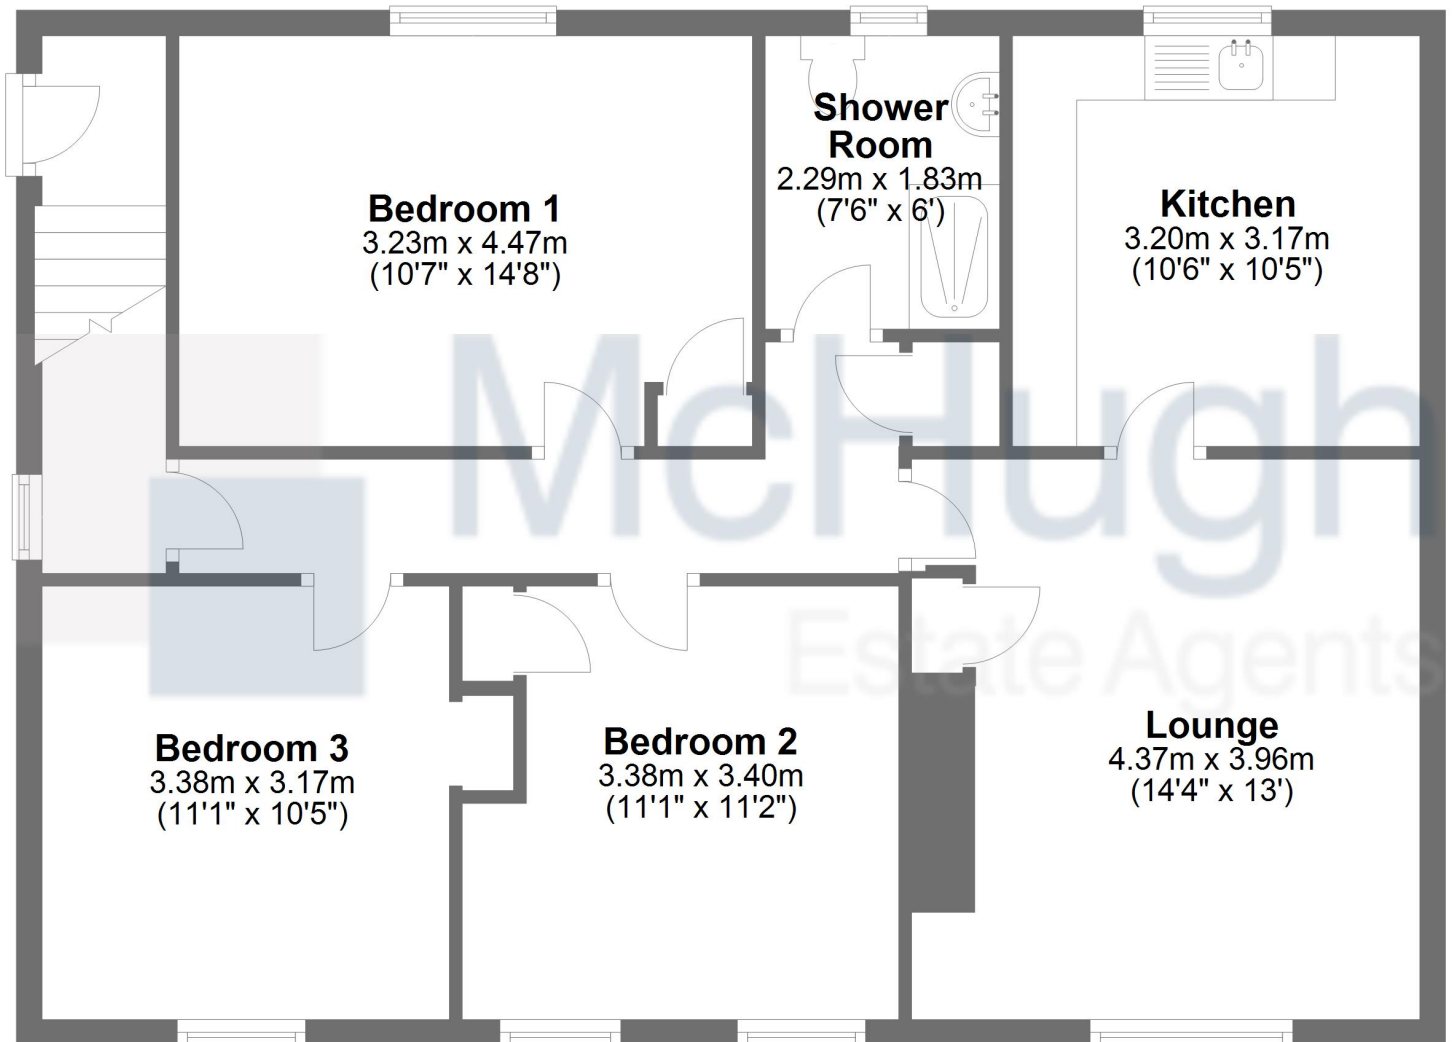 Bedroom 1
3.23m x 4.47m
(10'7" x 14'8")
Shower
Room
2.29m x 1.83m
(7'6" x 6')
Kitchen
3.20m x 3.17m
(10'6" x 10'5")
McHugh
Estate Agents
Bedroom 3
3.38m x 3.17m
(11'1" x 10'5")
Bedroom 2
3.38m x 3.40m
(11'1" x 11'2")
Lounge
4.37m x 3.96m
(14'4" x 13')